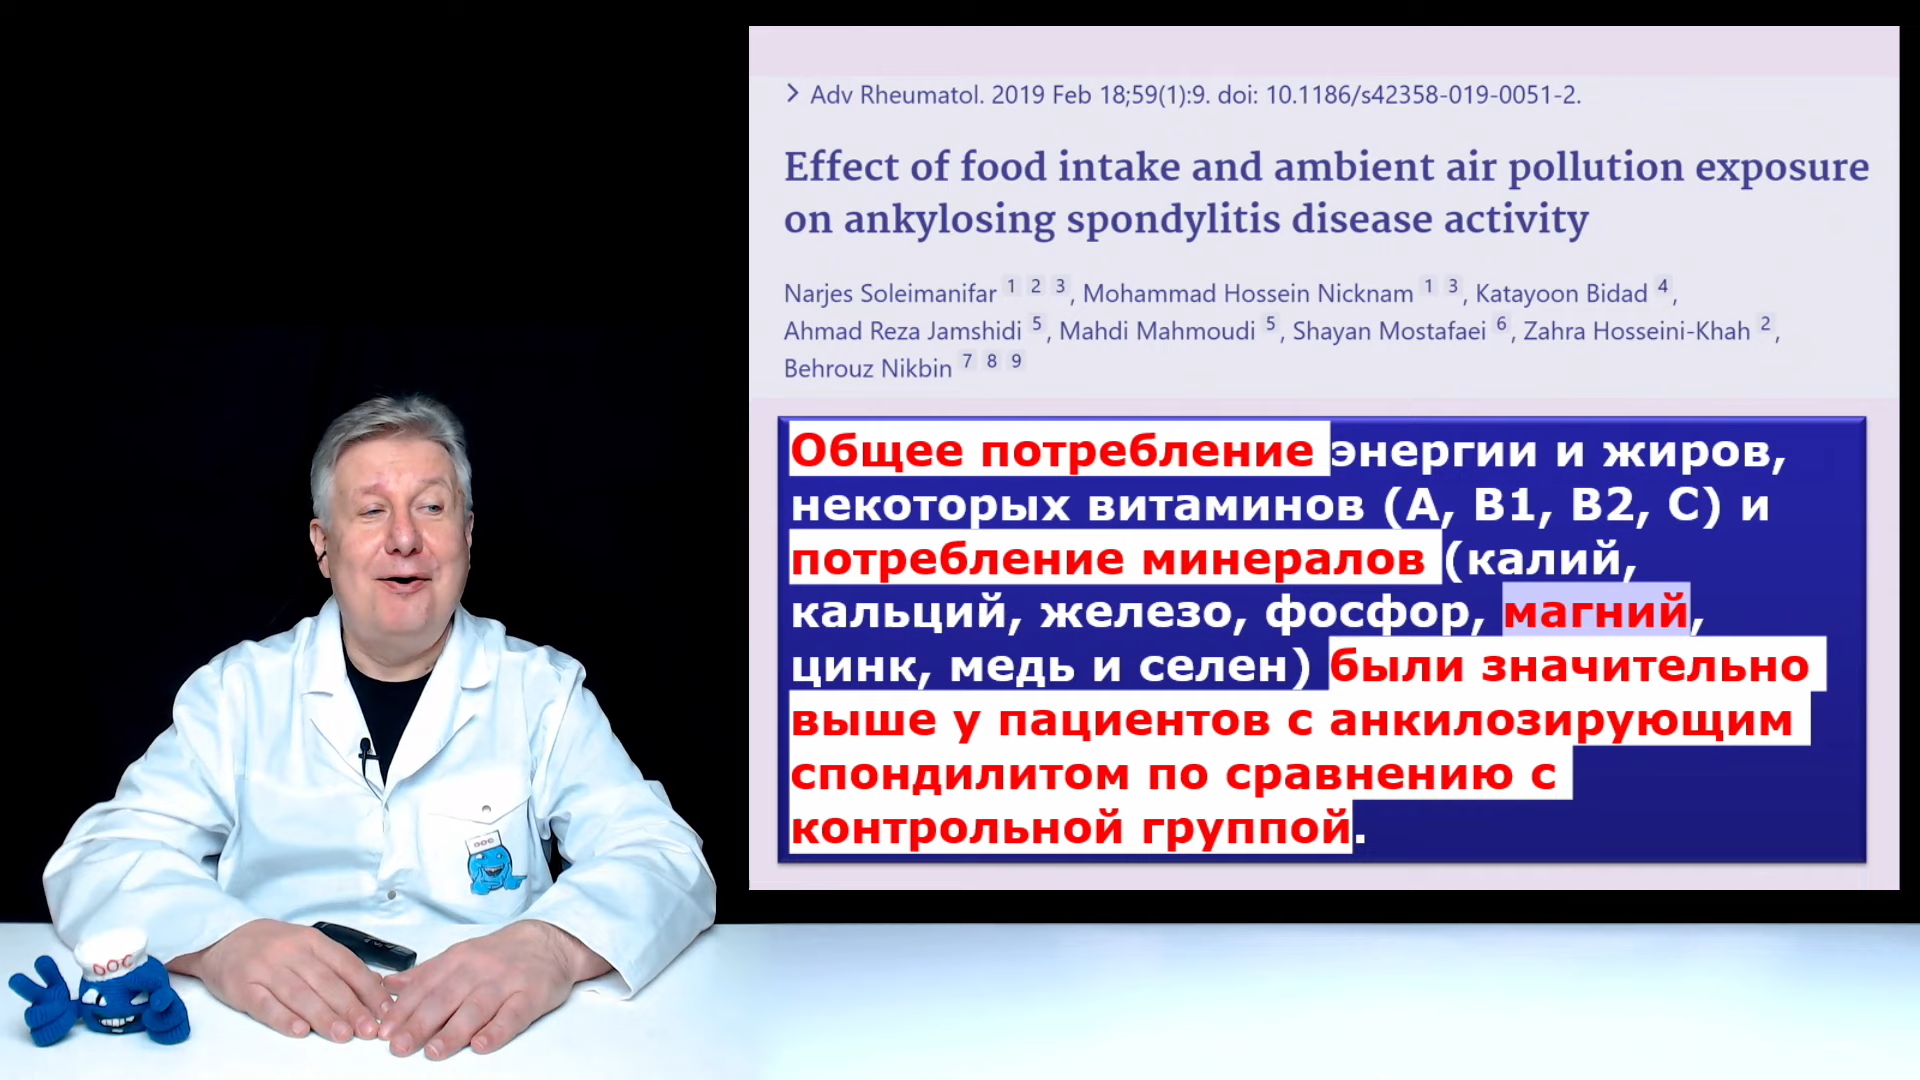 > Adv Rheumatol. 2019 Feb 18;59(1):9. doi: 10.1186/s42358-019-0051-2.
Effect of food intake and ambient air pollution exposure
on ankylosing spondylitis disease activity
Narjes Soleimanifar 1 2 3, Mohammad Hossein Nicknam 1 3, Katayoon Bidad 4,
Ahmad Reza Jamshidi 5, Mahdi Mahmoudi 5, Shayan Mostafaei 6, Zahra Hosseini-Khah 2,
Behrouz Nikbin 7 8 9
Общее потребление энергии и жиров,
некоторых витаминов (А, В1, В2, С) и
потребление минералов (калий,
кальций, железо, фосфор, магний,
цинк, медь и селен) были значительно
выше у пациентов с анкилозирующим
спондилитом по сравнению с
контрольной группой.
DOC
DOC